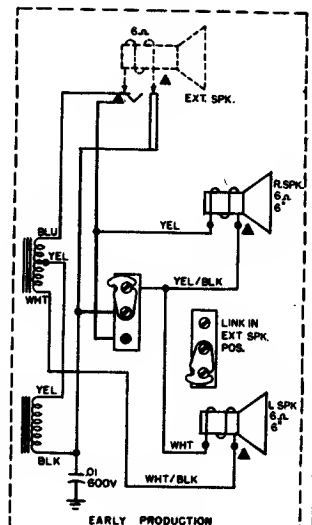 6Ω
EXT. SPK.
R.SPK.
6Ω
6"
YEL
BLU
YEL
YEL/BLK
WHT
LINK IN
EXT SPK.
POS.
YEL
L SPK
6Ω
6"
WHT
BLK
WHT/BLK
.01
600V
EARLY PRODUCTION